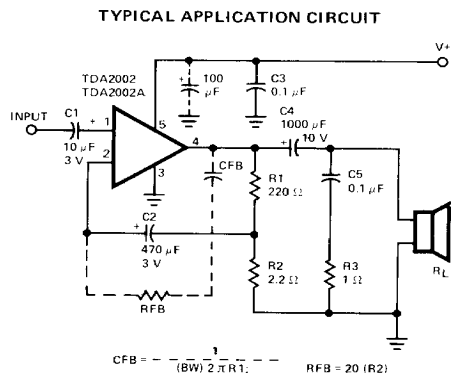 TYPICAL APPLICATION CIRCUIT
V+
TDA2002
TDA2002A
100
µF
C3
0.1 µF
INPUT
C1
10 µF
3 V
+
1
2
5
4
3
C4
1000 µF
10 V
CFB
R1
220 Ω
C5
0.1 µF
C2
470 µF
3 V
R2
2.2 Ω
R3
1 Ω
RL
RFB
CFB = 1 / (BW) 2 π R1; RFB = 20 (R2)